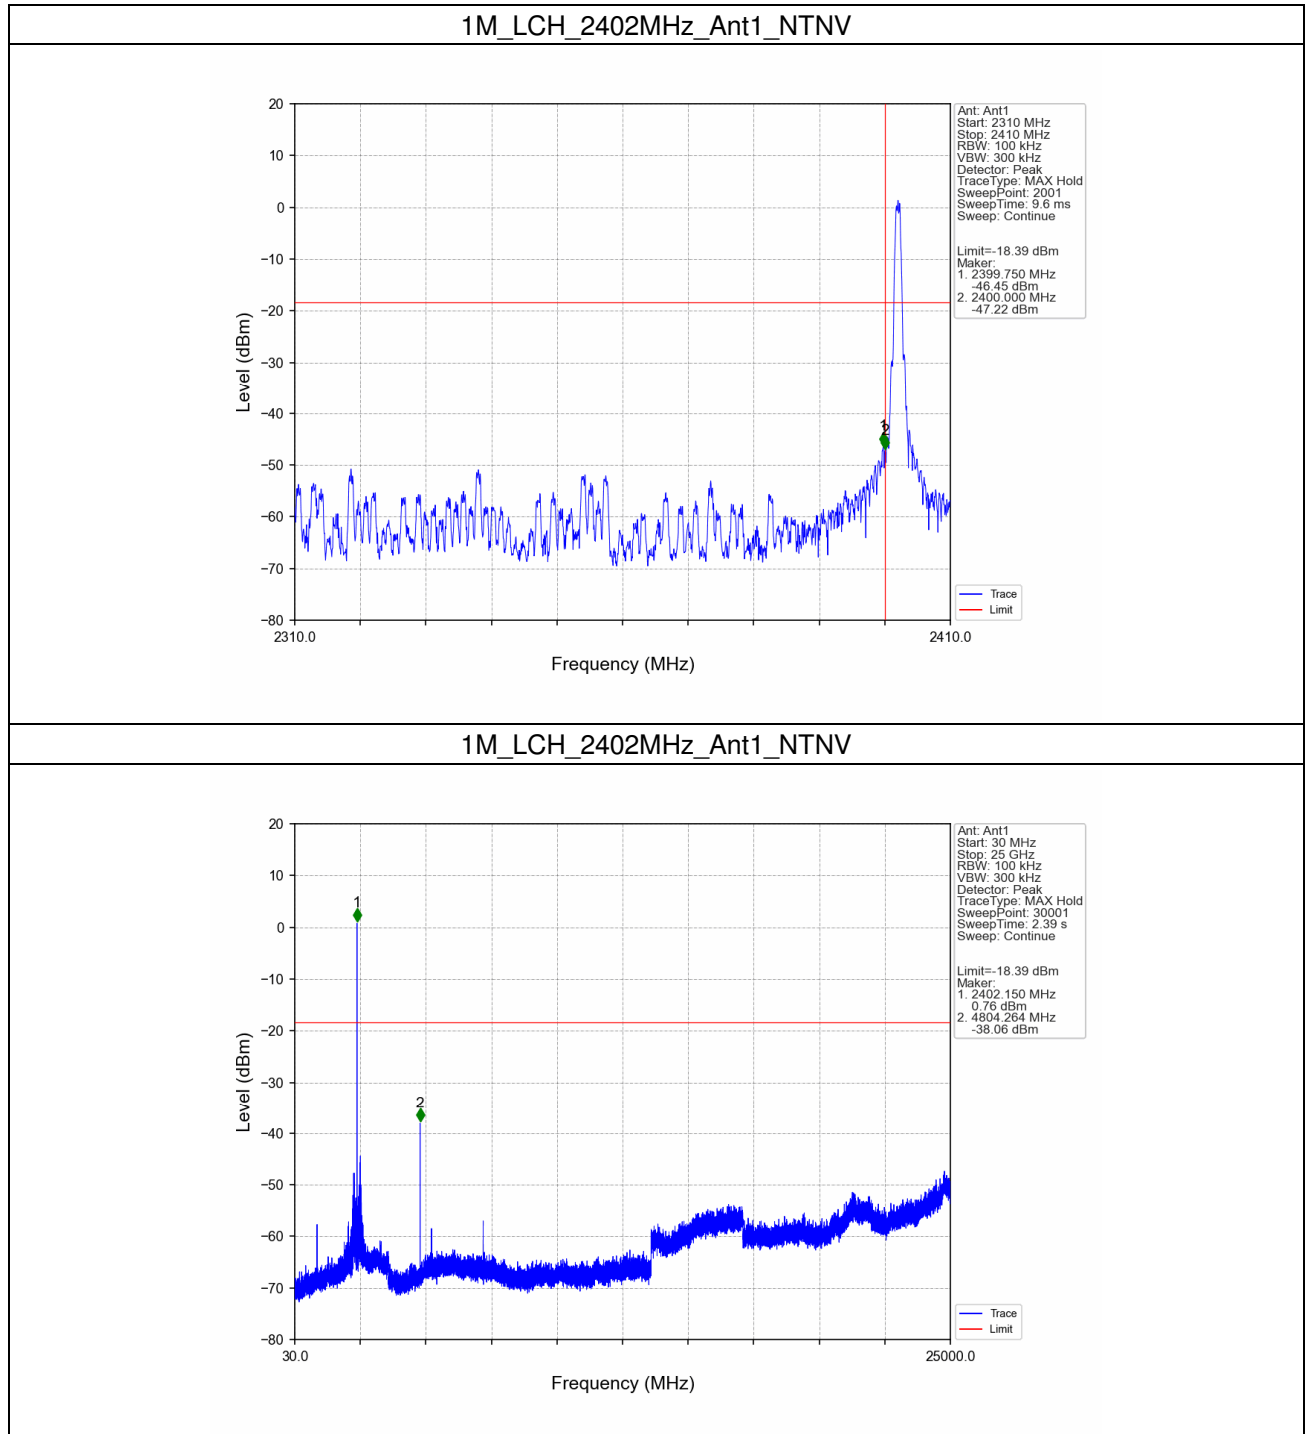 1M_LCH_2402MHz_Ant1_NTNV
20
10
0
−10
−20
−30
−40
−50
−60
−70
−80
Level (dBm)
1
2
2310.0
2410.0
Frequency (MHz)
Ant: Ant1
Start: 2310 MHz
Stop: 2410 MHz
RBW: 100 kHz
VBW: 300 kHz
Detector: Peak
TraceType: MAX Hold
SweepPoint: 2001
SweepTime: 9.6 ms
Sweep: Continue
Limit=-18.39 dBm
Maker:
1. 2399.750 MHz
-46.45 dBm
2. 2400.000 MHz
-47.22 dBm
Trace
Limit
1M_LCH_2402MHz_Ant1_NTNV
20
10
0
−10
−20
−30
−40
−50
−60
−70
−80
Level (dBm)
1
2
30.0
25000.0
Frequency (MHz)
Ant: Ant1
Start: 30 MHz
Stop: 25 GHz
RBW: 100 kHz
VBW: 300 kHz
Detector: Peak
TraceType: MAX Hold
SweepPoint: 30001
SweepTime: 2.39 s
Sweep: Continue
Limit=-18.39 dBm
Maker:
1. 2402.150 MHz
0.76 dBm
2. 4804.264 MHz
-38.06 dBm
Trace
Limit